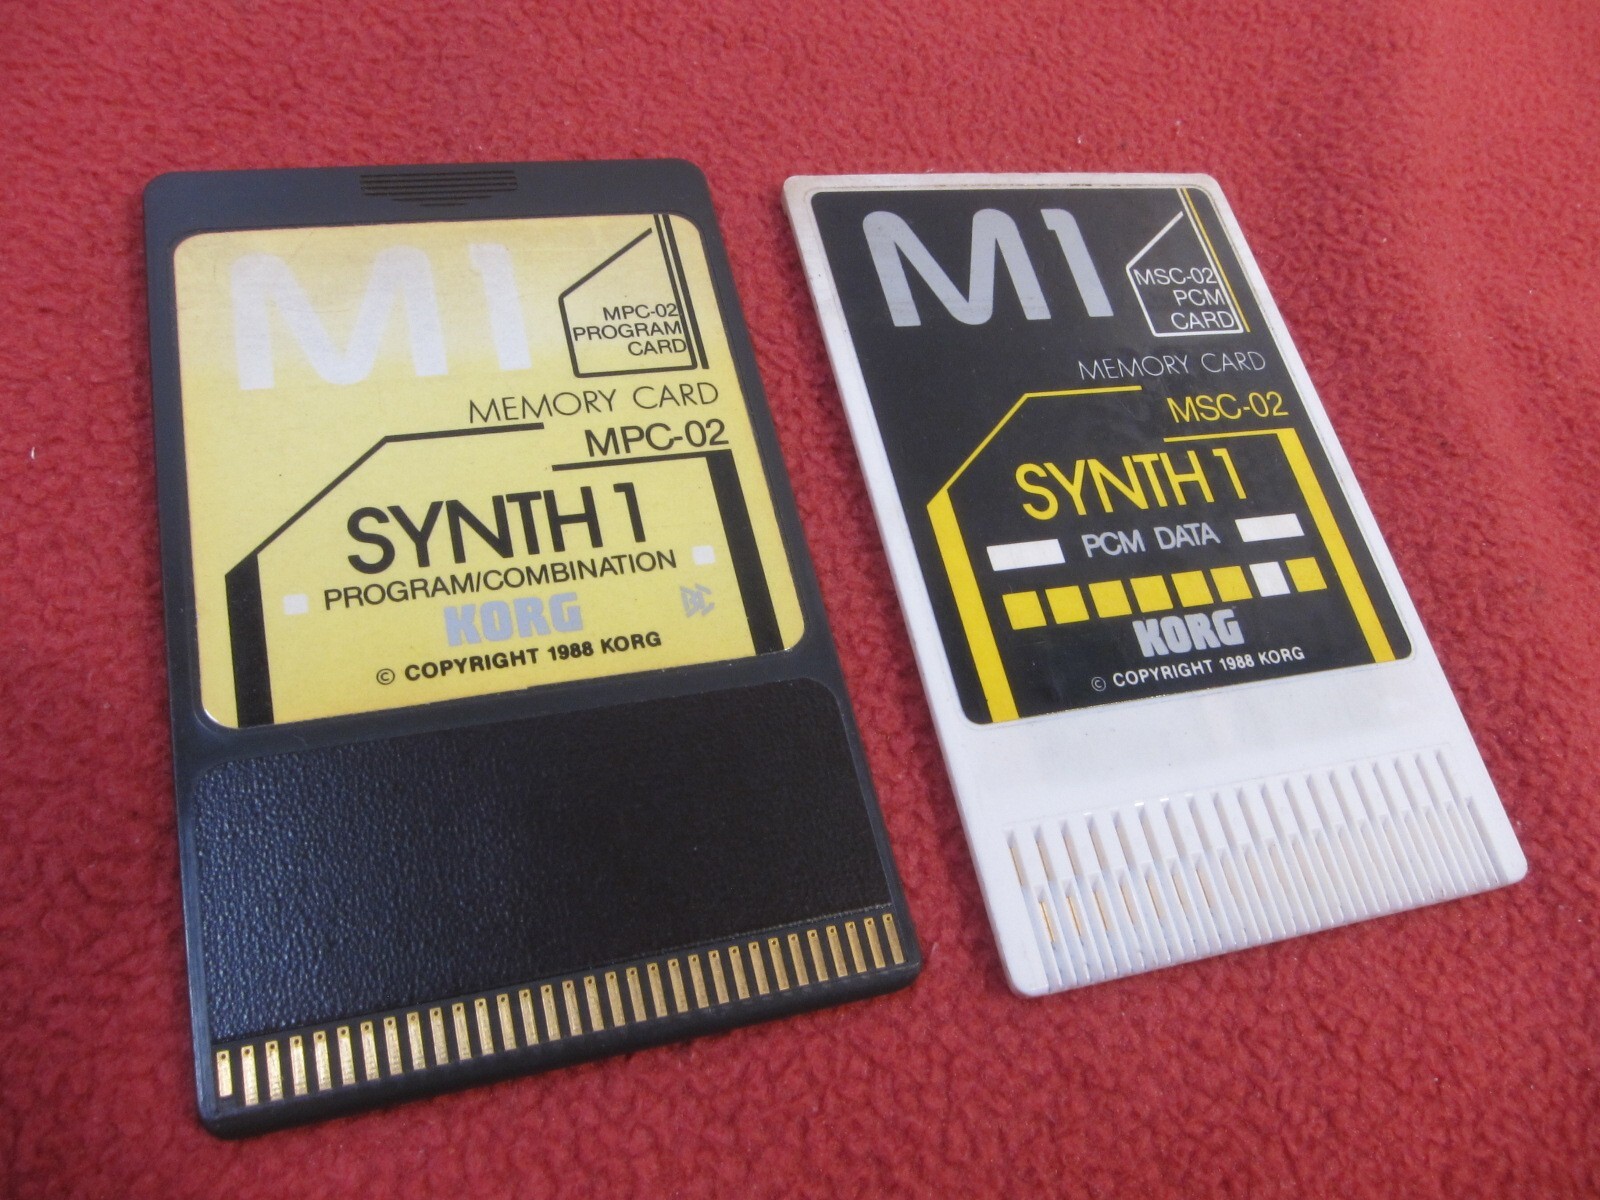 M1
MPC-02
PROGRAM
CARD
MEMORY CARD
MPC-02
SYNTH 1
PROGRAM/COMBINATION
KORG
© COPYRIGHT 1988 KORG
M1
MSC-02
PCM
CARD
MEMORY CARD
MSC-02
SYNTH 1
PCM DATA
KORG
© COPYRIGHT 1988 KORG